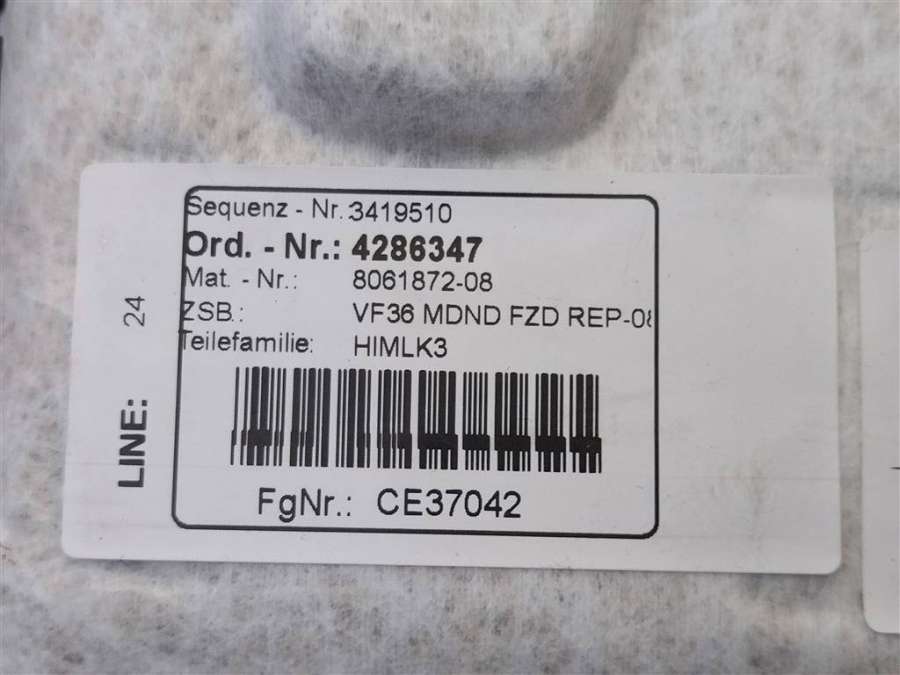 Sequenz - Nr.3419510
Ord. - Nr.: 4286347
Mat. - Nr.: 8061872-08
ZSB.: VF36 MDND FZD REP-08
Teilefamilie: HIMLK3
FgNr.: CE37042
LINE: 24